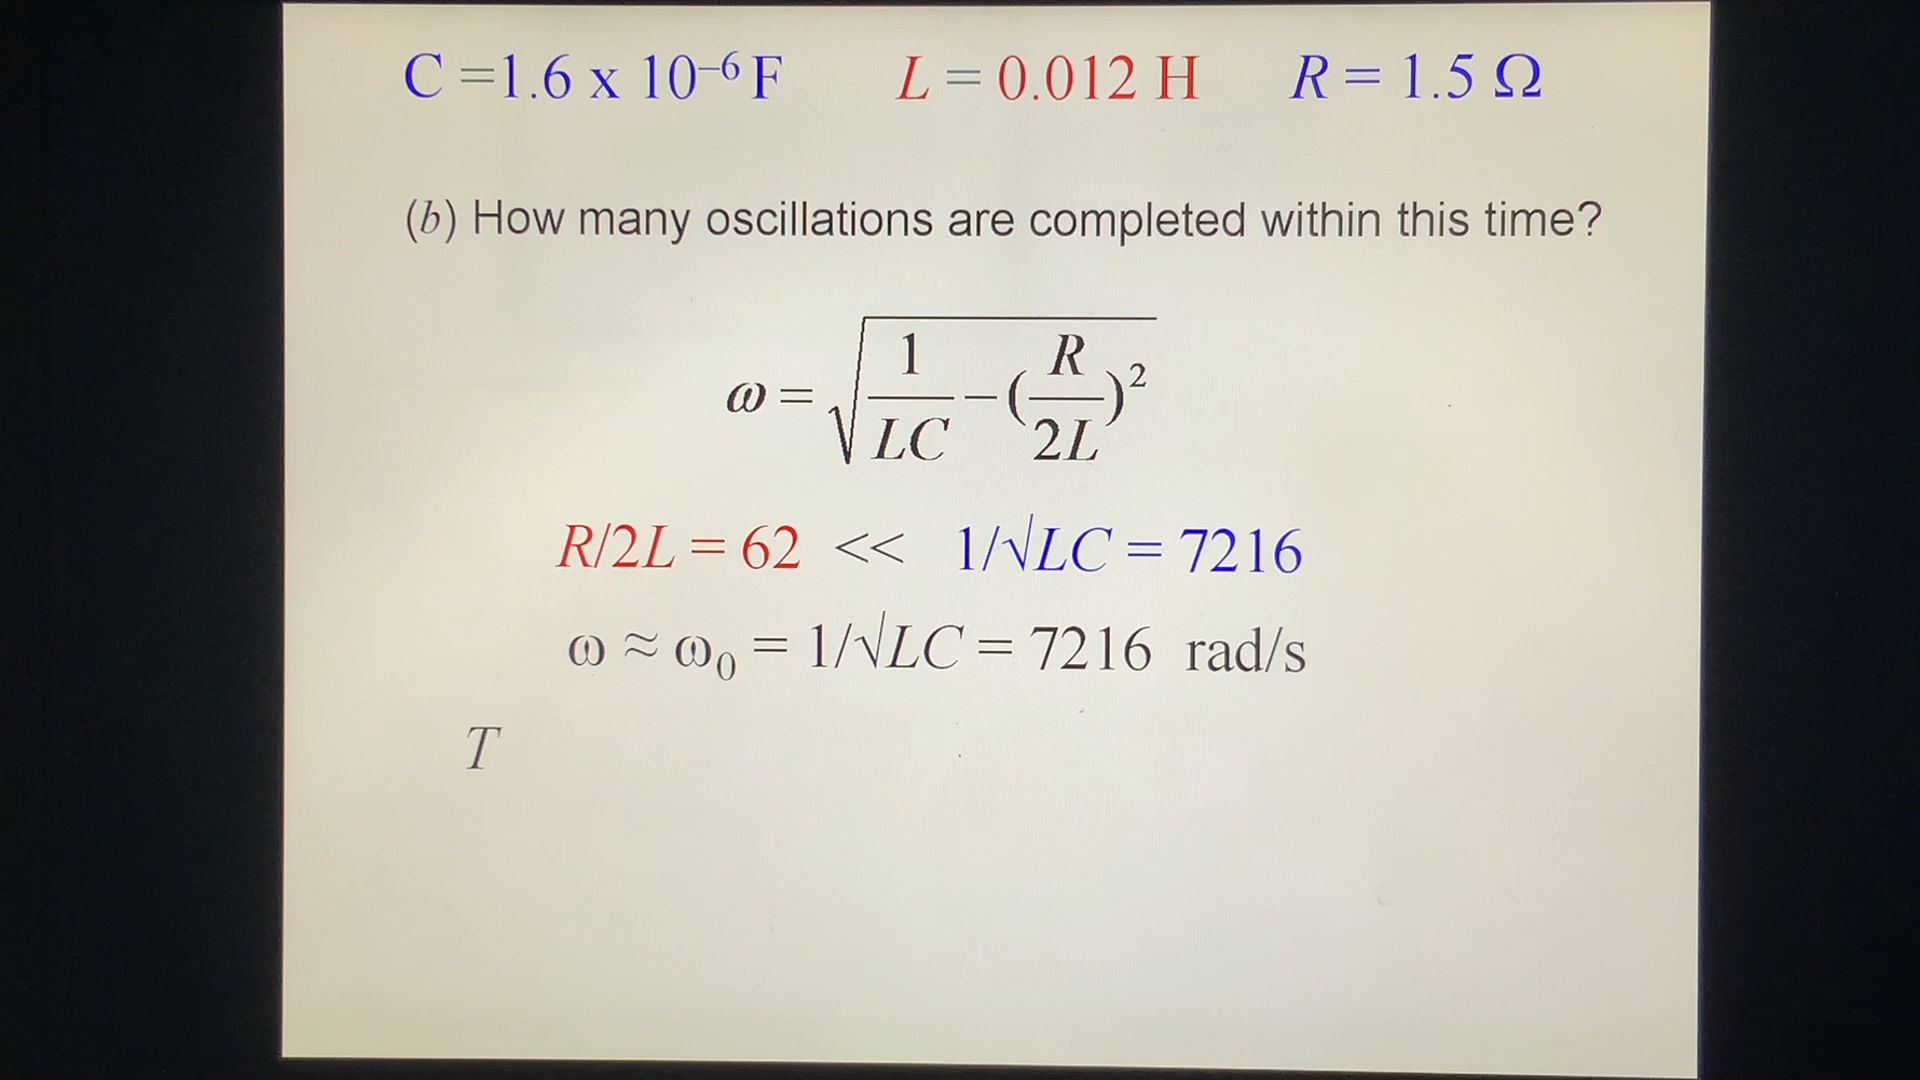 C =1.6 x 10⁻⁶ F L = 0.012 H R = 1.5 Ω
(b) How many oscillations are completed within this time?
ω = √(1/LC − (R/2L)²)
R/2L = 62 << 1/√LC = 7216
ω ≈ ω₀ = 1/√LC = 7216 rad/s
T